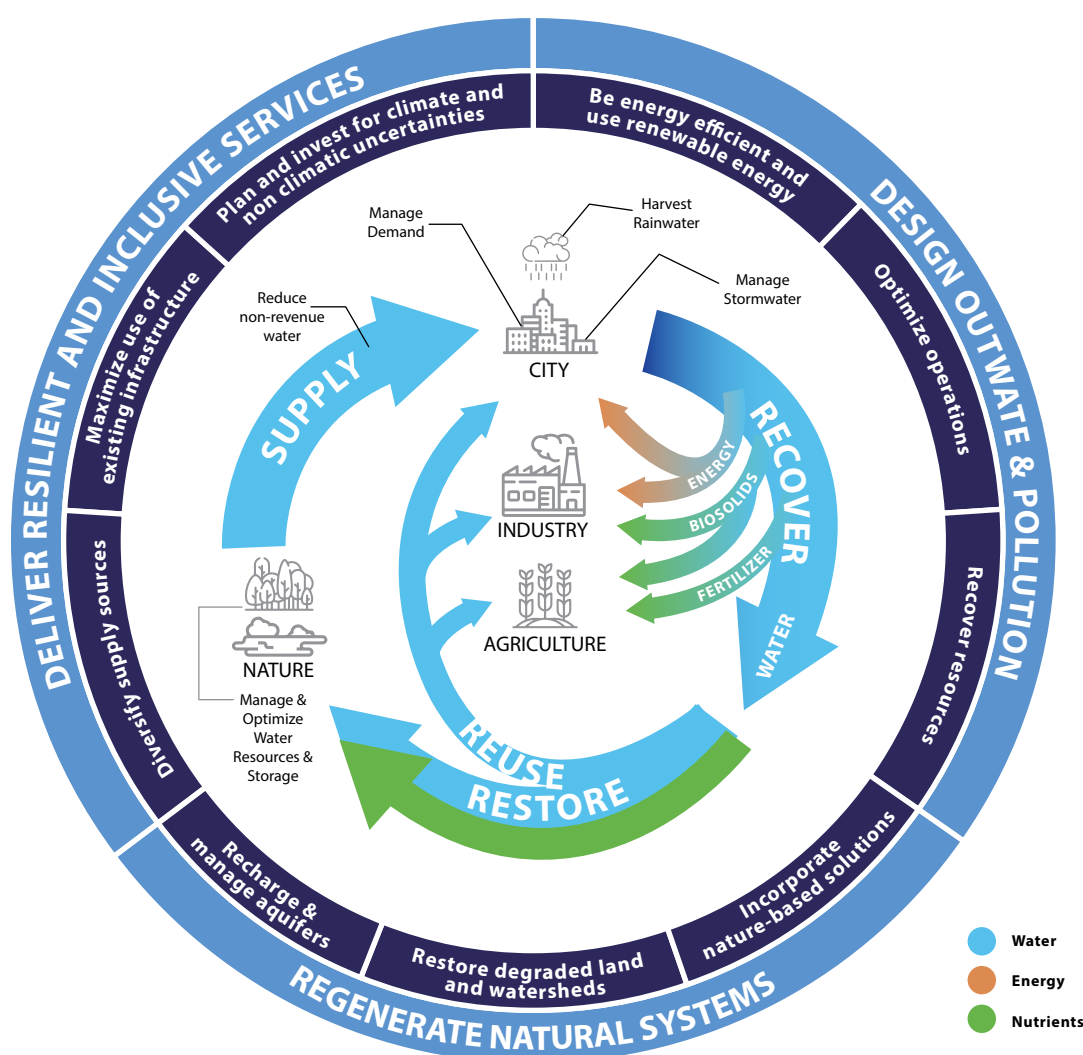 DELIVER RESILIENT AND INCLUSIVE SERVICES
DESIGN OUTWATE & POLLUTION
REGENERATE NATURAL SYSTEMS
Plan and invest for climate and
non climatic uncertainties
Be energy efficient and
use renewable energy
Optimize operations
Recover resources
Incorporate
nature-based solutions
Restore degraded land
and watersheds
Recharge &
manage aquifers
Diversify supply sources
Maximize use of
existing infrastructure
Manage
Demand
Harvest
Rainwater
Manage
Stormwater
Reduce
non-revenue
water
CITY
SUPPLY
RECOVER
ENERGY
BIOSOLIDS
FERTILIZER
WATER
INDUSTRY
AGRICULTURE
NATURE
Manage &
Optimize
Water
Resources &
Storage
REUSE
RESTORE
Water
Energy
Nutrients